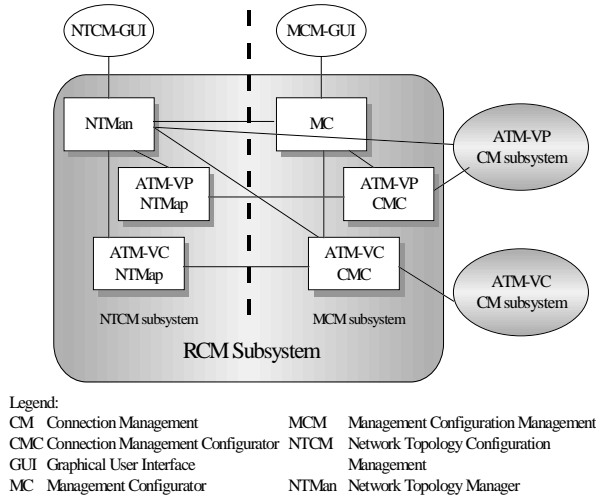 NTCM-GUI
MCM-GUI
NTMan
MC
ATM-VP
CM subsystem
ATM-VP
NTMap
ATM-VP
CMC
ATM-VC
NTMap
ATM-VC
CMC
ATM-VC
CM subsystem
NTCM subsystem
MCM subsystem
RCM Subsystem
Legend:
CM Connection Management
CMC Connection Management Configurator
GUI Graphical User Interface
MC Management Configurator
MCM Management Configuration Management
NTCM Network Topology Configuration
Management
NTMan Network Topology Manager